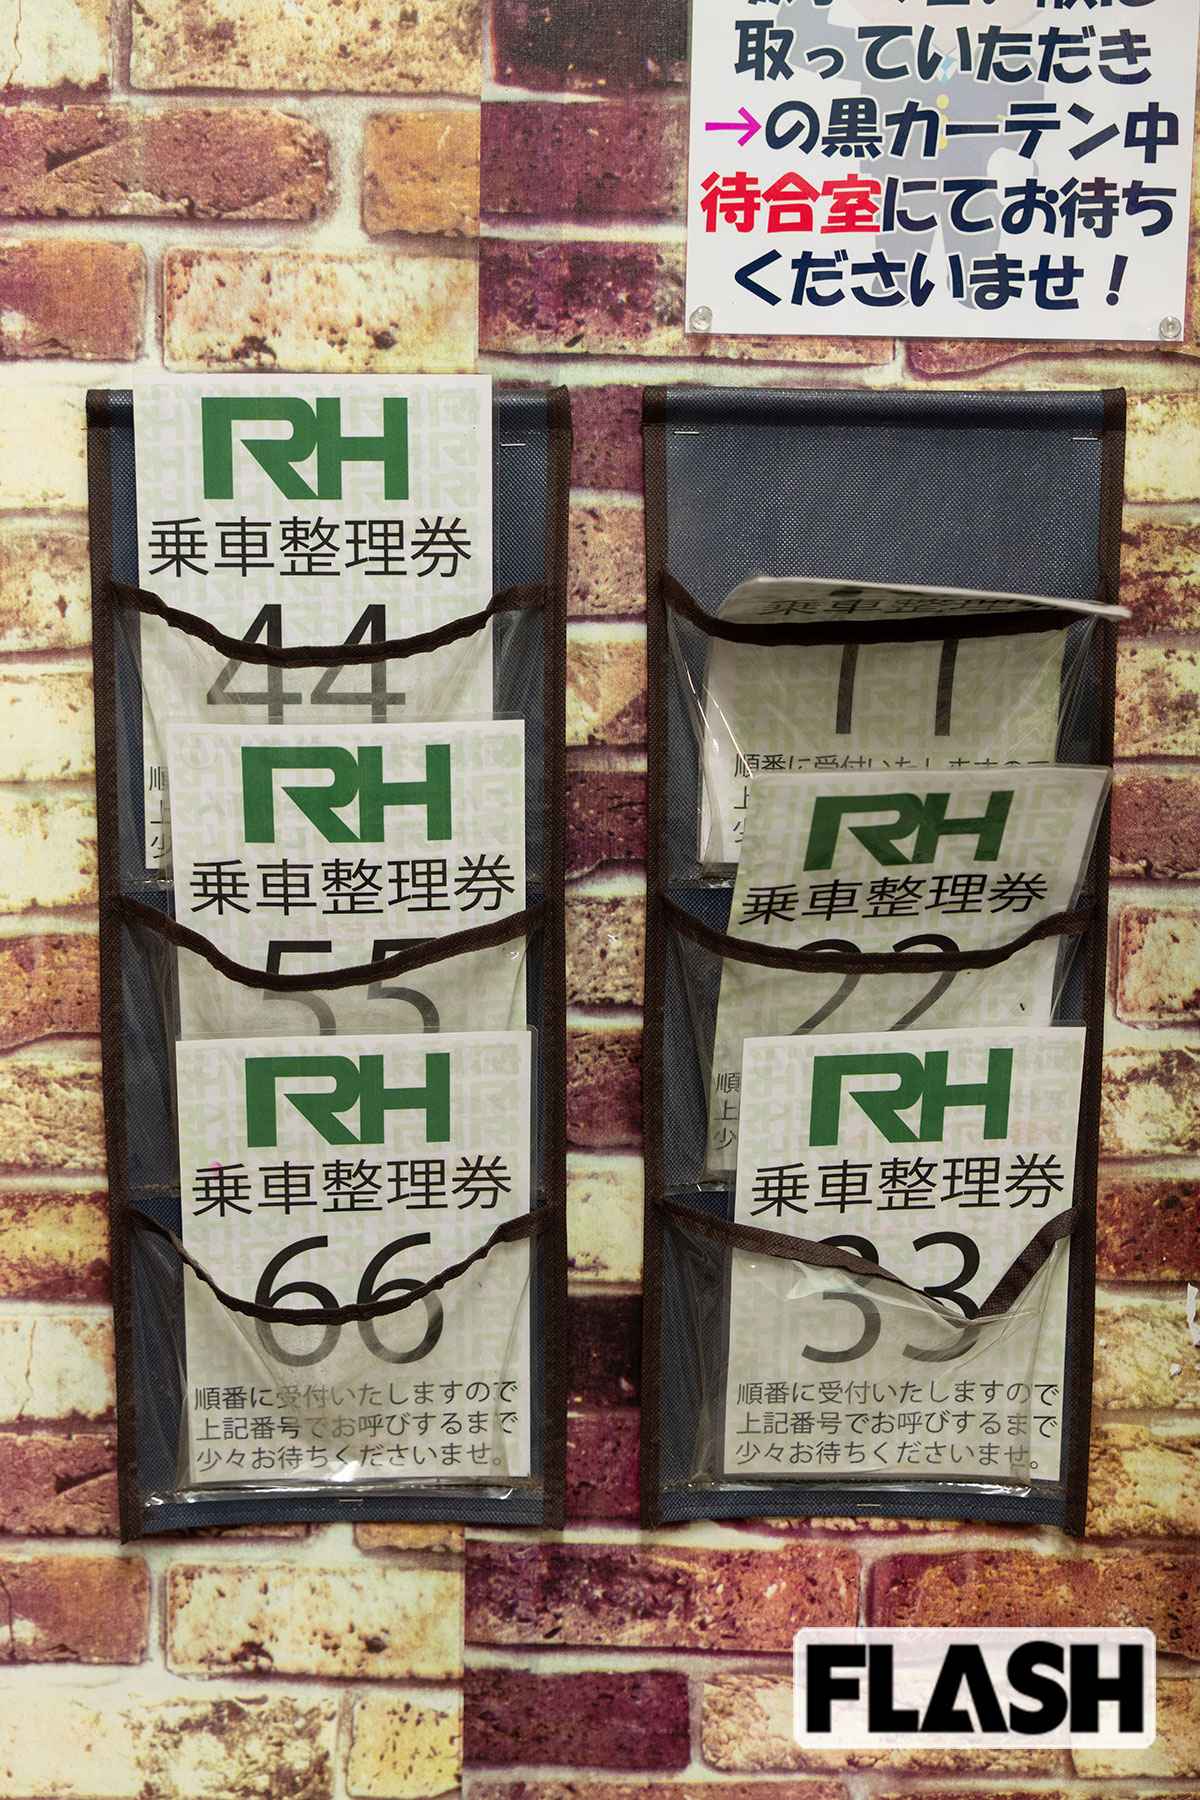 取っていただき
→の黒カーテン中
待合室にてお待ち
くださいませ！
RH
乗車整理券
44
順
上
少
RH
乗車整理券
55
RH
乗車整理券
66
順番に受付いたしますので
上記番号でお呼びするまで
少々お待ちくださいませ。
乗車整理券
11
順番に受付いたしますので
上
少
RH
乗車整理券
22
順
上
少
RH
乗車整理券
33
順番に受付いたしますので
上記番号でお呼びするまで
少々お待ちくださいませ。
FLASH